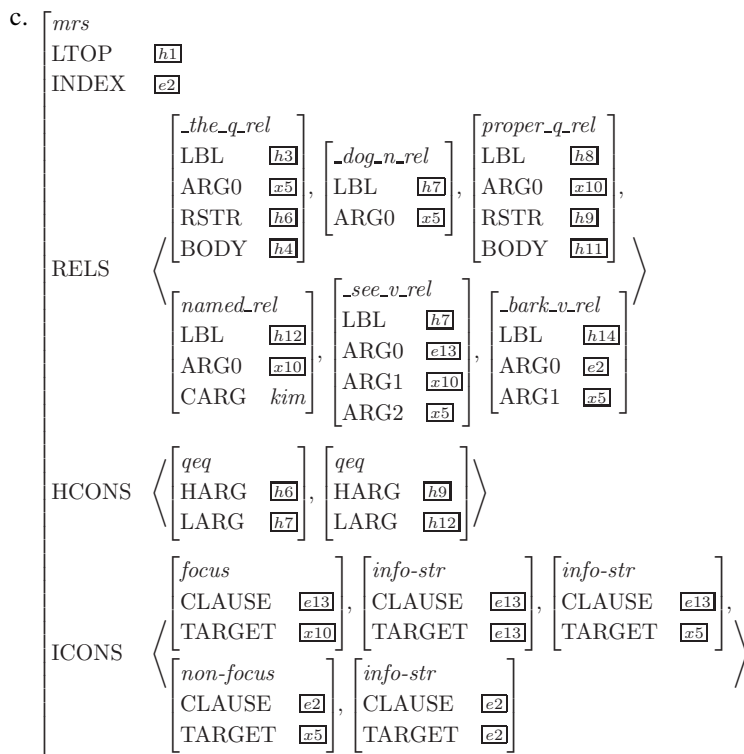 c.
mrs
LTOP h1
INDEX e2
_the_q_rel
LBL h3
ARG0 x5
RSTR h6
BODY h4
,
_dog_n_rel
LBL h7
ARG0 x5
,
proper_q_rel
LBL h8
ARG0 x10
RSTR h9
BODY h11
,
RELS
named_rel
LBL h12
ARG0 x10
CARG kim
,
_see_v_rel
LBL h7
ARG0 e13
ARG1 x10
ARG2 x5
,
_bark_v_rel
LBL h14
ARG0 e2
ARG1 x5
HCONS
qeq
HARG h6
LARG h7
,
qeq
HARG h9
LARG h12
ICONS
focus
CLAUSE e13
TARGET x10
,
info-str
CLAUSE e13
TARGET e13
,
info-str
CLAUSE e13
TARGET x5
,
non-focus
CLAUSE e2
TARGET x5
,
info-str
CLAUSE e2
TARGET e2